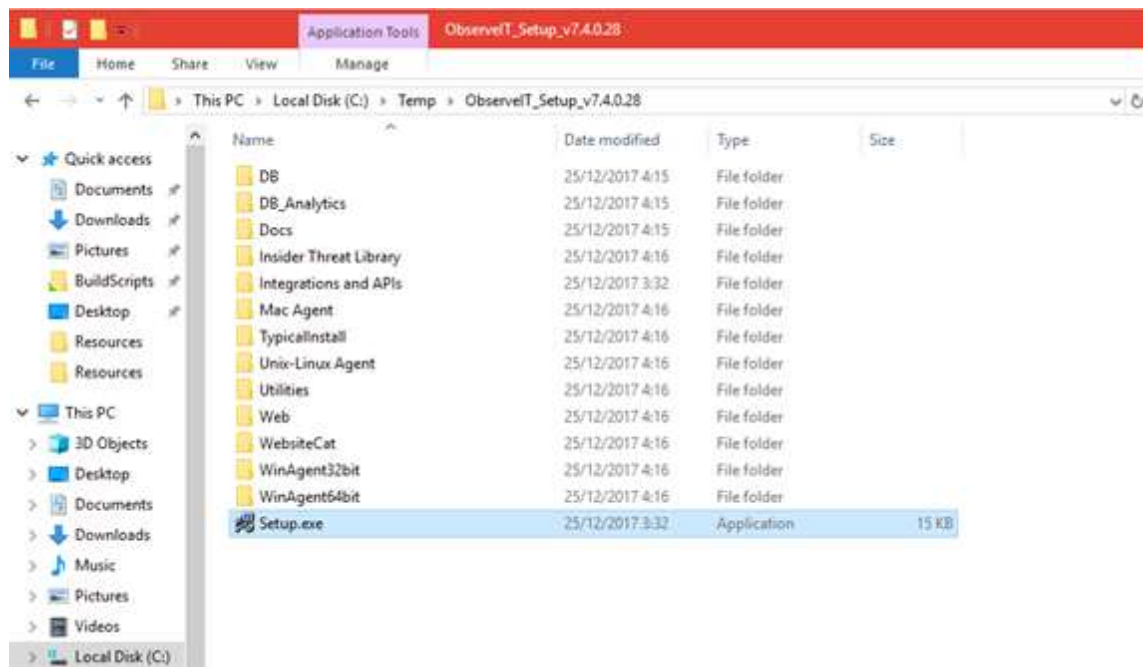 Application Tools ObserveIT_Setup_v7.4.0.28
File Home Share View Manage
This PC > Local Disk (C:) > Temp > ObserveIT_Setup_v7.4.0.28
Name Date modified Type Size
Quick access
Documents
Downloads
Pictures
BuildScripts
Desktop
Resources
Resources
This PC
3D Objects
Desktop
Documents
Downloads
Music
Pictures
Videos
Local Disk (C:)
DB 25/12/2017 4:15 File folder
DB_Analytics 25/12/2017 4:15 File folder
Docs 25/12/2017 4:15 File folder
Insider Threat Library 25/12/2017 4:16 File folder
Integrations and APIs 25/12/2017 3:32 File folder
Mac Agent 25/12/2017 4:16 File folder
TypicalInstall 25/12/2017 4:16 File folder
Unix-Linux Agent 25/12/2017 4:16 File folder
Utilities 25/12/2017 4:16 File folder
Web 25/12/2017 4:16 File folder
WebsiteCat 25/12/2017 4:16 File folder
WinAgent32bit 25/12/2017 4:16 File folder
WinAgent64bit 25/12/2017 4:16 File folder
Setup.exe 25/12/2017 3:32 Application 15 KB